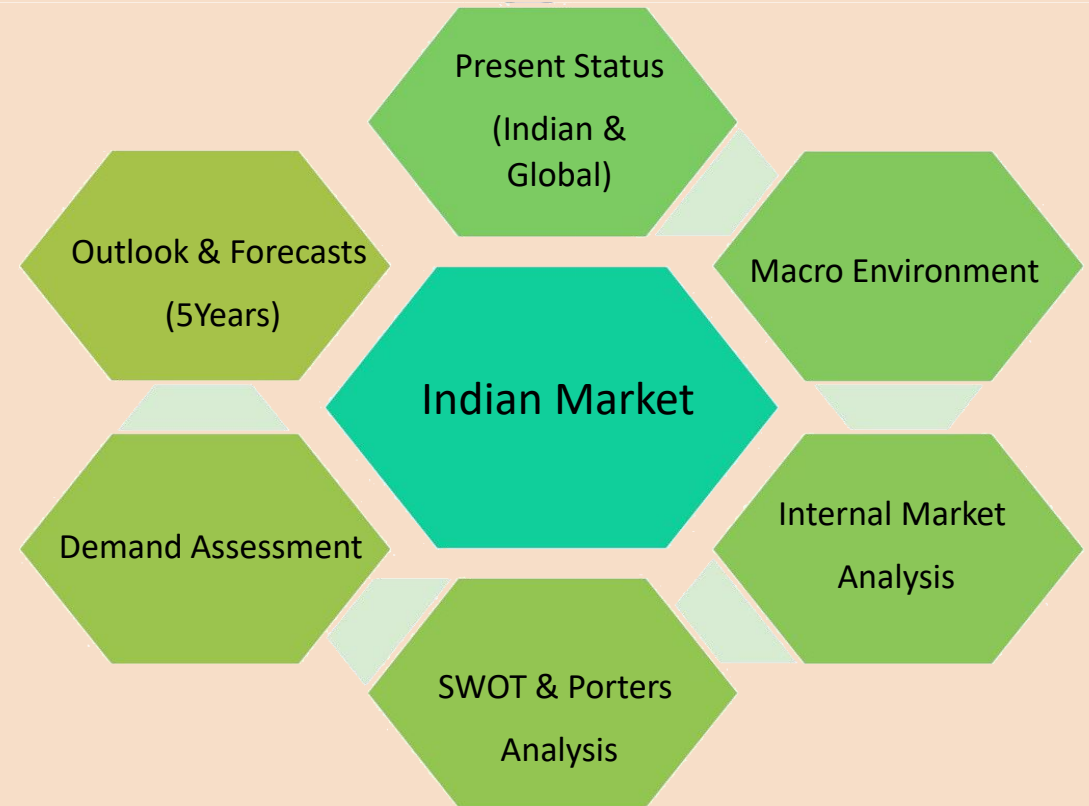 Present Status
(Indian &
Global)
Macro Environment
Internal Market
Analysis
SWOT & Porters
Analysis
Demand Assessment
Outlook & Forecasts
(5Years)
Indian Market